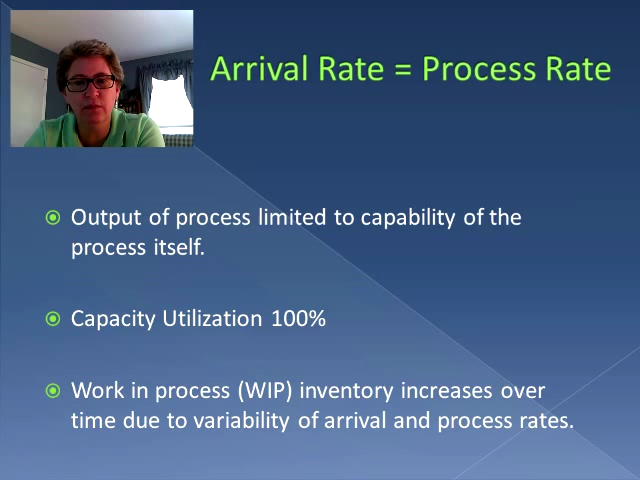 Arrival Rate = Process Rate
Output of process limited to capability of the
process itself.
Capacity Utilization 100%
Work in process (WIP) inventory increases over
time due to variability of arrival and process rates.